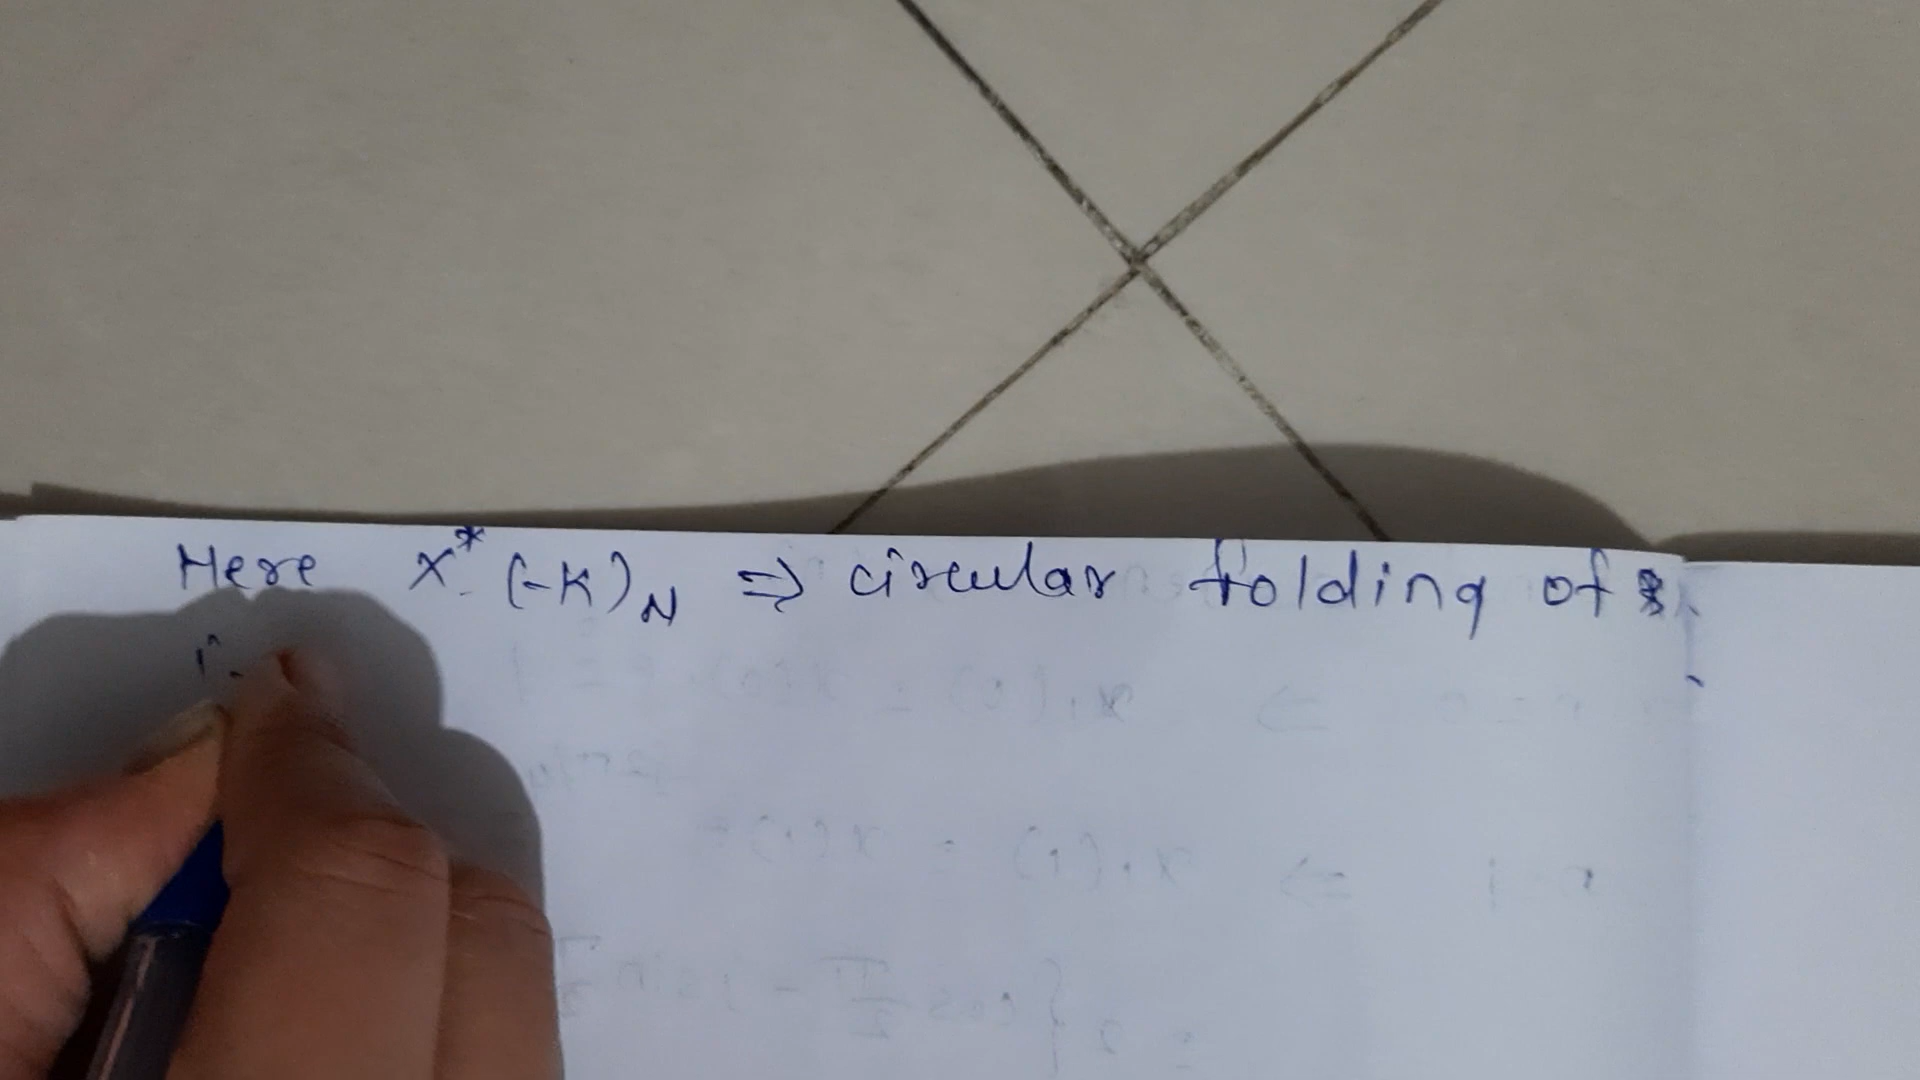 Here x* (-k)N ⇒ circular folding of